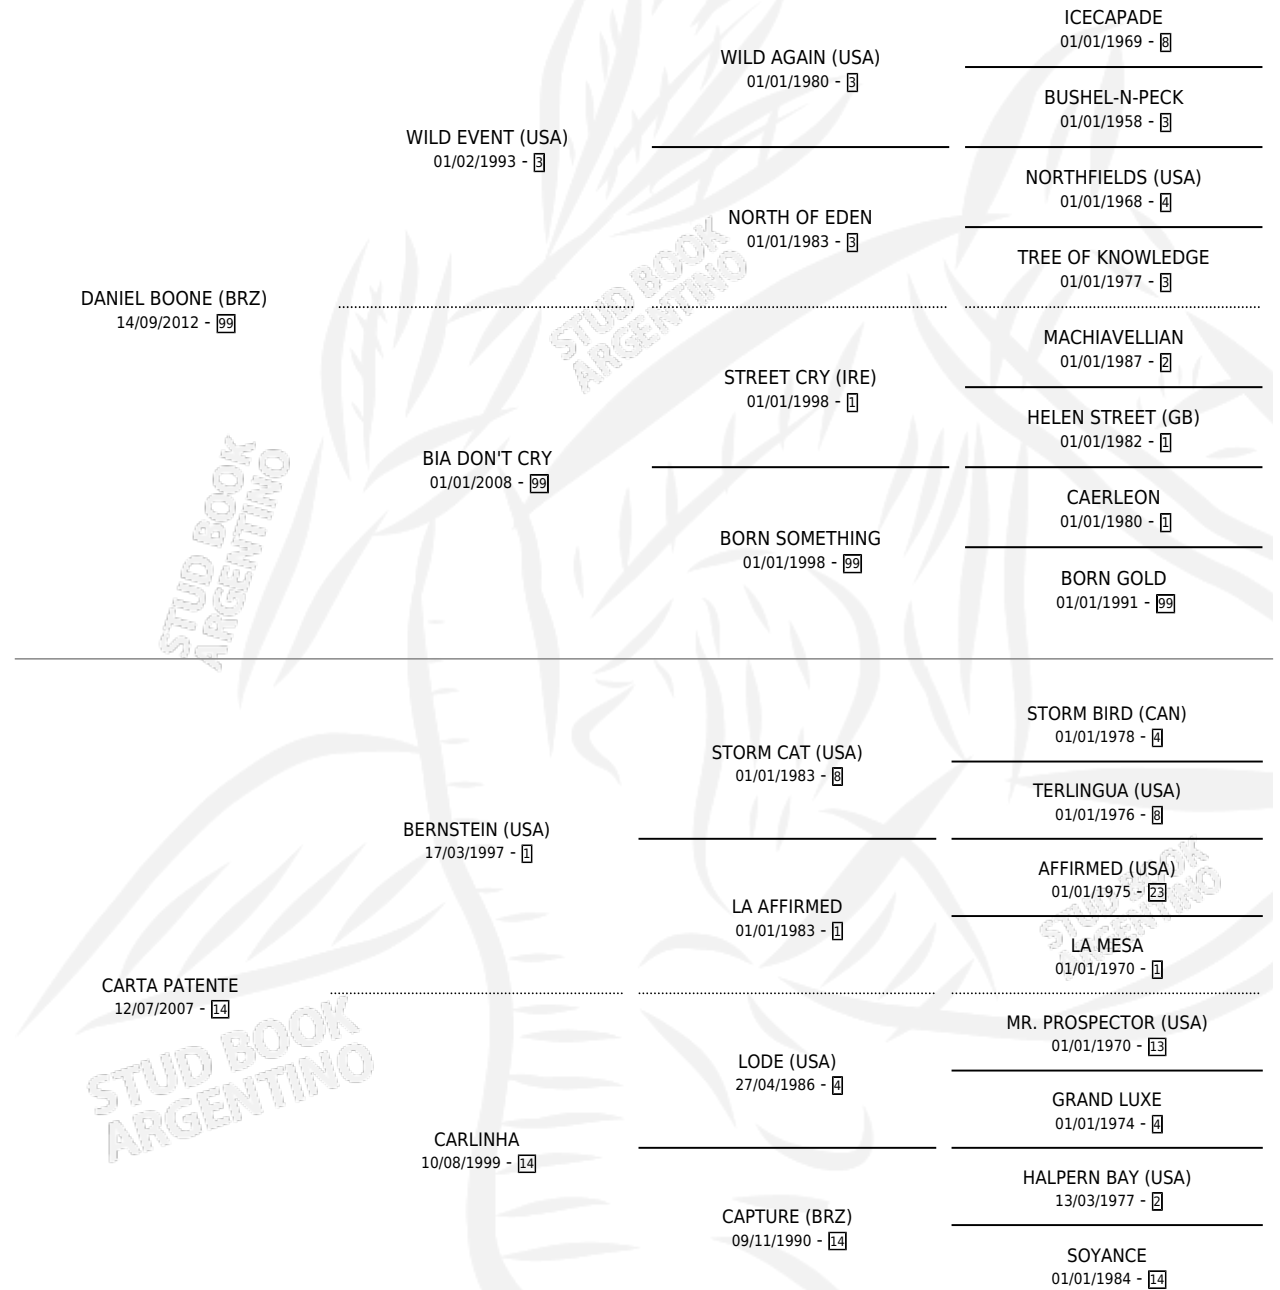 ICECAPADE
01/01/1969 - 8
WILD AGAIN (USA)
01/01/1980 - 3
BUSHEL-N-PECK
01/01/1958 - 3
WILD EVENT (USA)
01/02/1993 - 3
NORTHFIELDS (USA)
01/01/1968 - 4
NORTH OF EDEN
01/01/1983 - 3
TREE OF KNOWLEDGE
01/01/1977 - 3
DANIEL BOONE (BRZ)
14/09/2012 - 99
MACHIAVELLIAN
01/01/1987 - 2
STREET CRY (IRE)
01/01/1998 - 1
HELEN STREET (GB)
01/01/1982 - 1
BIA DON'T CRY
01/01/2008 - 99
CAERLEON
01/01/1980 - 1
BORN SOMETHING
01/01/1998 - 99
BORN GOLD
01/01/1991 - 99
STUD BOOK
ARGENTINO
STUD BOOK
ARGENTINO
STORM BIRD (CAN)
01/01/1978 - 4
STORM CAT (USA)
01/01/1983 - 8
TERLINGUA (USA)
01/01/1976 - 8
BERNSTEIN (USA)
17/03/1997 - 1
AFFIRMED (USA)
01/01/1975 - 23
LA AFFIRMED
01/01/1983 - 1
LA MESA
01/01/1970 - 1
CARTA PATENTE
12/07/2007 - 14
MR. PROSPECTOR (USA)
01/01/1970 - 13
LODE (USA)
27/04/1986 - 4
GRAND LUXE
01/01/1974 - 4
CARLINHA
10/08/1999 - 14
HALPERN BAY (USA)
13/03/1977 - 2
CAPTURE (BRZ)
09/11/1990 - 14
SOYANCE
01/01/1984 - 14
STUD BOOK
ARGENTINO
STUD BOOK
ARGENTINO